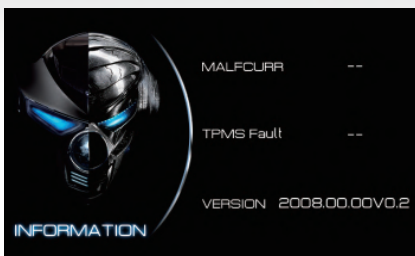 MALFCURR --
TPMS Fault --
VERSION 2008.00.00V0.2
INFORMATION